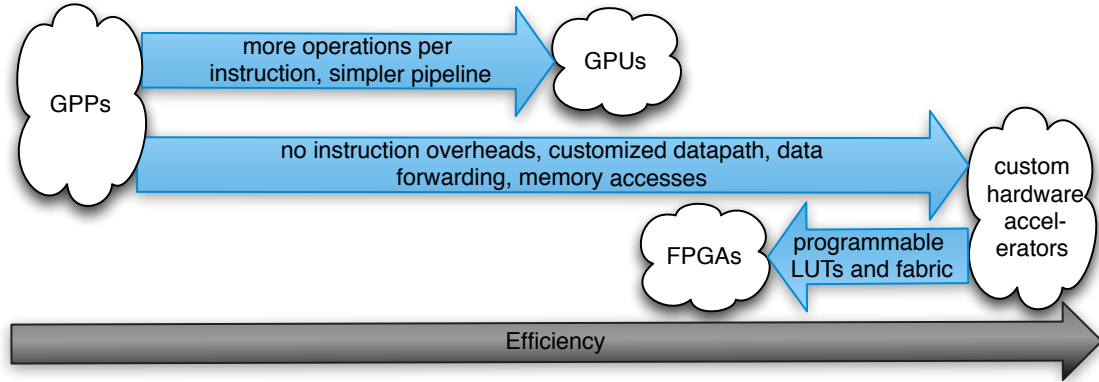 more operations per
instruction, simpler pipeline
GPUs
GPPs
no instruction overheads, customized datapath, data
forwarding, memory accesses
custom
hardware
accel-
erators
FPGAs
programmable
LUTs and fabric
Efficiency